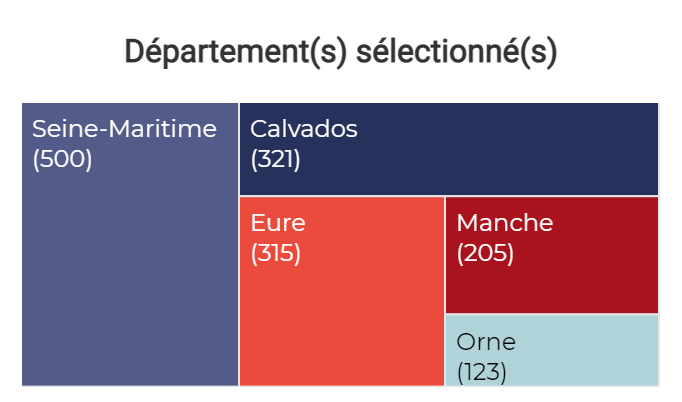 Département(s) sélectionné(s)
Seine-Maritime
(500)
Calvados
(321)
Eure
(315)
Manche
(205)
Orne
(123)